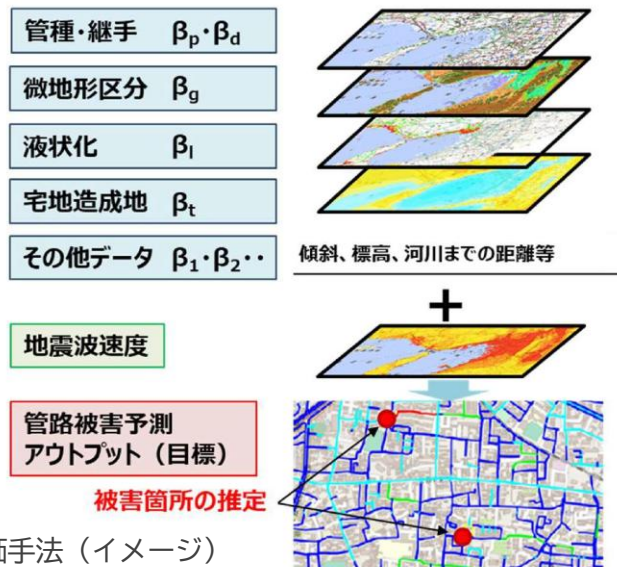 管種・継手 βp・βd
微地形区分 βg
液状化 βl
宅地造成地 βt
その他データ β1・β2・・
傾斜、標高、河川までの距離等
+
地震波速度
管路被害予測
アウトプット（目標）
被害箇所の推定
価手法（イメージ）